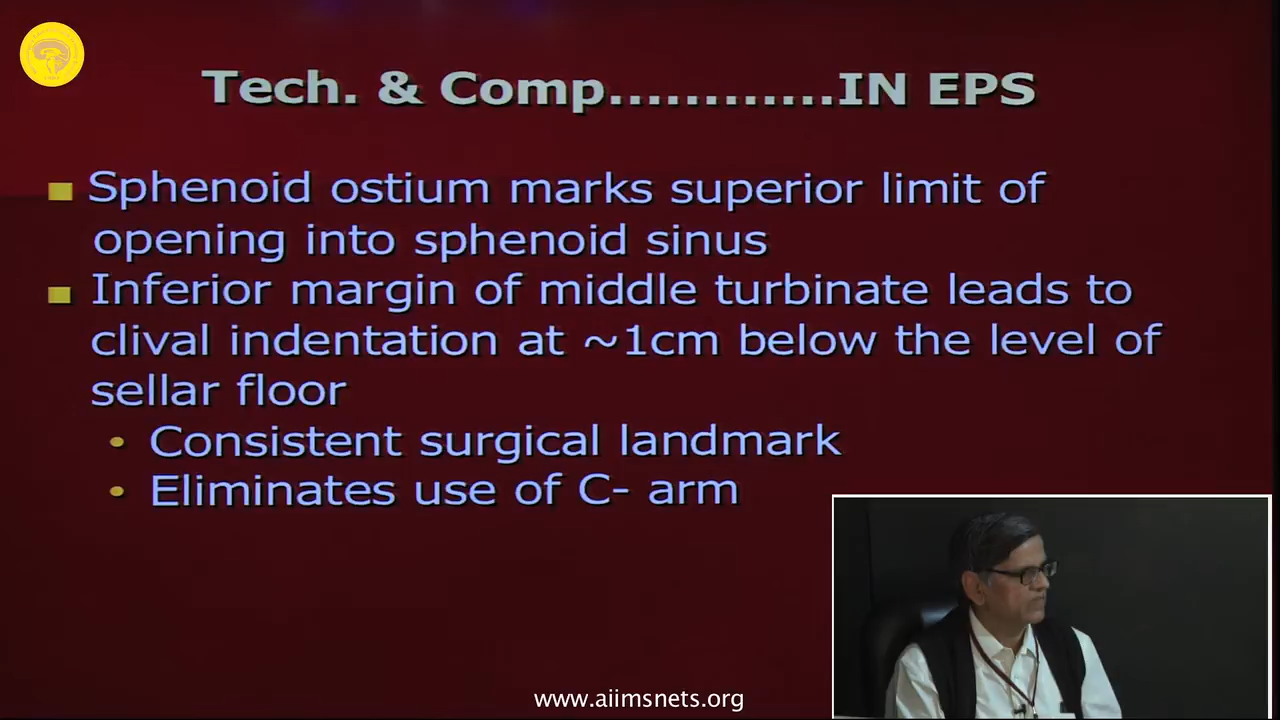 Tech. & Comp............IN EPS
Sphenoid ostium marks superior limit of
opening into sphenoid sinus
Inferior margin of middle turbinate leads to
clival indentation at ~1cm below the level of
sellar floor
Consistent surgical landmark
Eliminates use of C- arm
www.aiimsnets.org